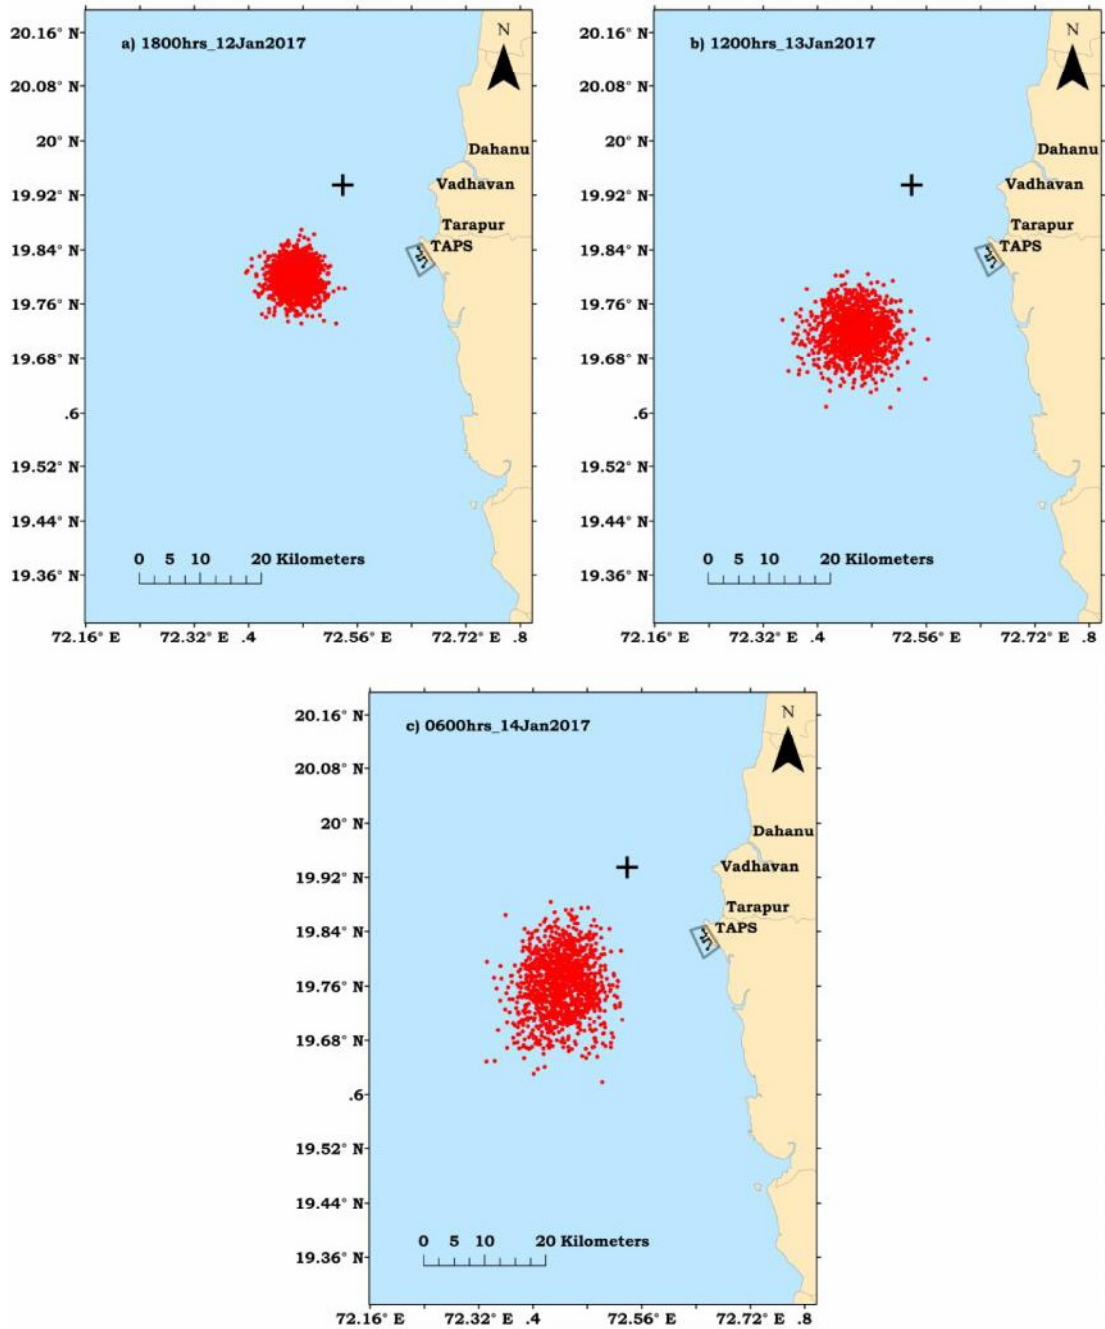 a) 1800hrs_12Jan2017
N
20.16° N
20.08° N
20° N
19.92° N
19.84° N
19.76° N
19.68° N
.6
19.52° N
19.44° N
19.36° N
Dahanu
Vadhavan
Tarapur
TAPS
0 5 10 20 Kilometers
72.16° E 72.32° E .4 72.56° E 72.72° E .8
b) 1200hrs_13Jan2017
N
20.16° N
20.08° N
20° N
19.92° N
19.84° N
19.76° N
19.68° N
.6
19.52° N
19.44° N
19.36° N
Dahanu
Vadhavan
Tarapur
TAPS
0 5 10 20 Kilometers
72.16° E 72.32° E .4 72.56° E 72.72° E .8
c) 0600hrs_14Jan2017
N
20.16° N
20.08° N
20° N
19.92° N
19.84° N
19.76° N
19.68° N
.6
19.52° N
19.44° N
19.36° N
Dahanu
Vadhavan
Tarapur
TAPS
0 5 10 20 Kilometers
72.16° E 72.32° E .4 72.56° E 72.72° E .8